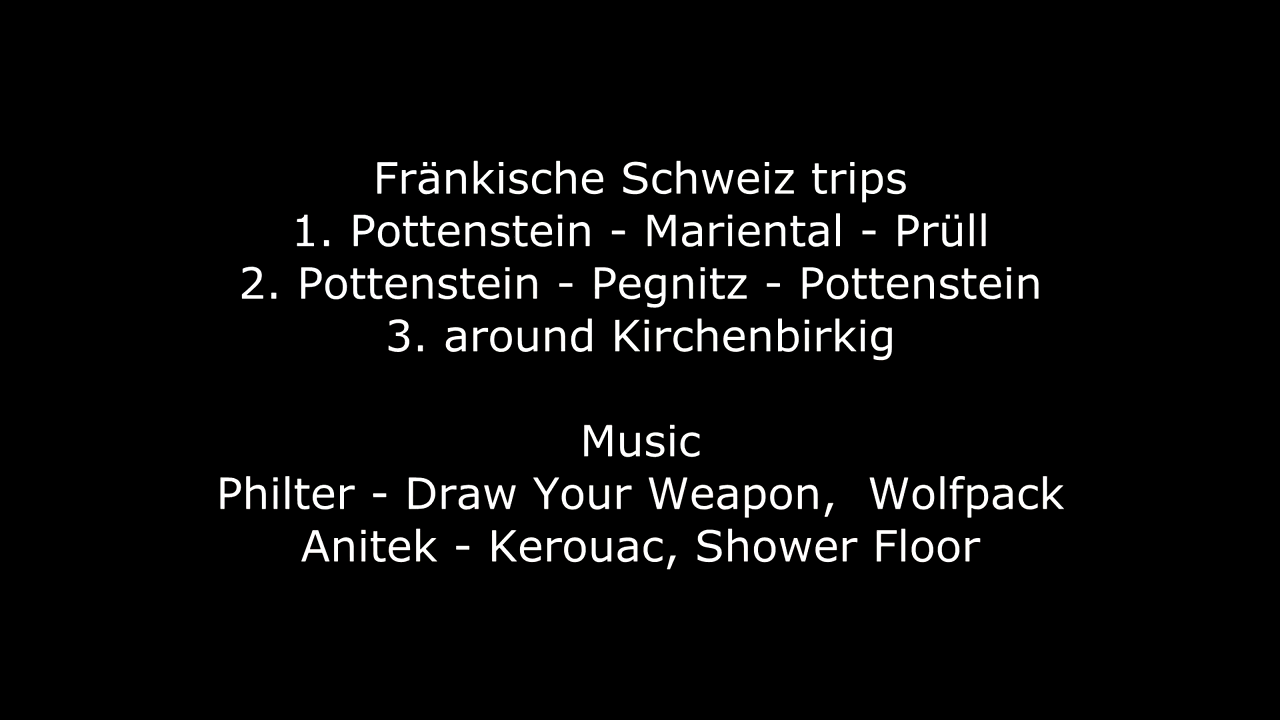 Fränkische Schweiz trips
1. Pottenstein - Mariental - Prüll
2. Pottenstein - Pegnitz - Pottenstein
3. around Kirchenbirkig
Music
Philter - Draw Your Weapon,  Wolfpack
Anitek - Kerouac, Shower Floor